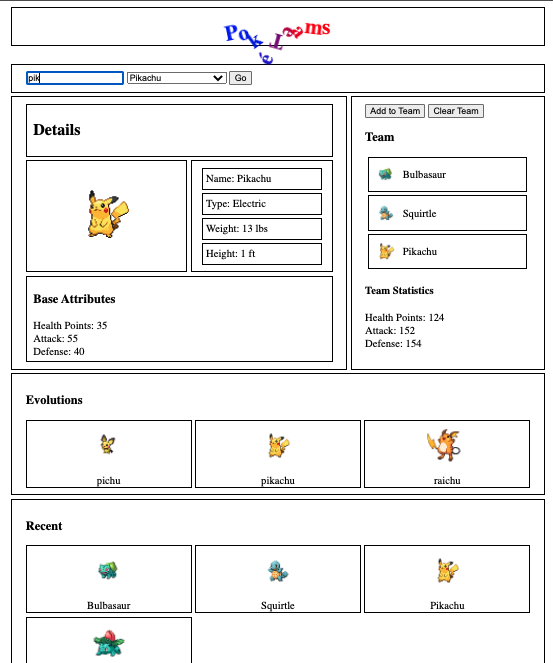 PokéTeams
pik Pikachu Go
Details
Name: Pikachu
Type: Electric
Weight: 13 lbs
Height: 1 ft
Base Attributes
Health Points: 35
Attack: 55
Defense: 40
Add to Team Clear Team
Team
Bulbasaur
Squirtle
Pikachu
Team Statistics
Health Points: 124
Attack: 152
Defense: 154
Evolutions
pichu pikachu raichu
Recent
Bulbasaur Squirtle Pikachu